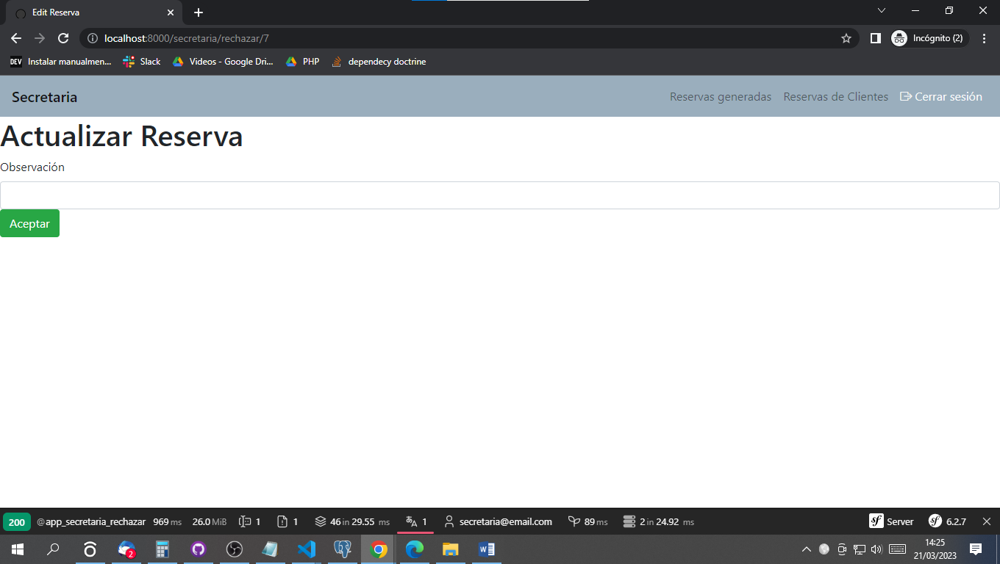 Edit Reserva
localhost:8000/secretaria/rechazar/7
Incógnito (2)
DEV Instalar manualmen... Slack Videos - Google Dri... PHP dependecy doctrine
Secretaria Reservas generadas Reservas de Clientes Cerrar sesión
Actualizar Reserva
Observación
Aceptar
200 @app_secretaria_rechazar 969 ms 26.0 MiB 1 1 46 in 29.55 ms 1 secretaria@email.com 89 ms 2 in 24.92 ms Server 6.2.7
2
14:25
21/03/2023